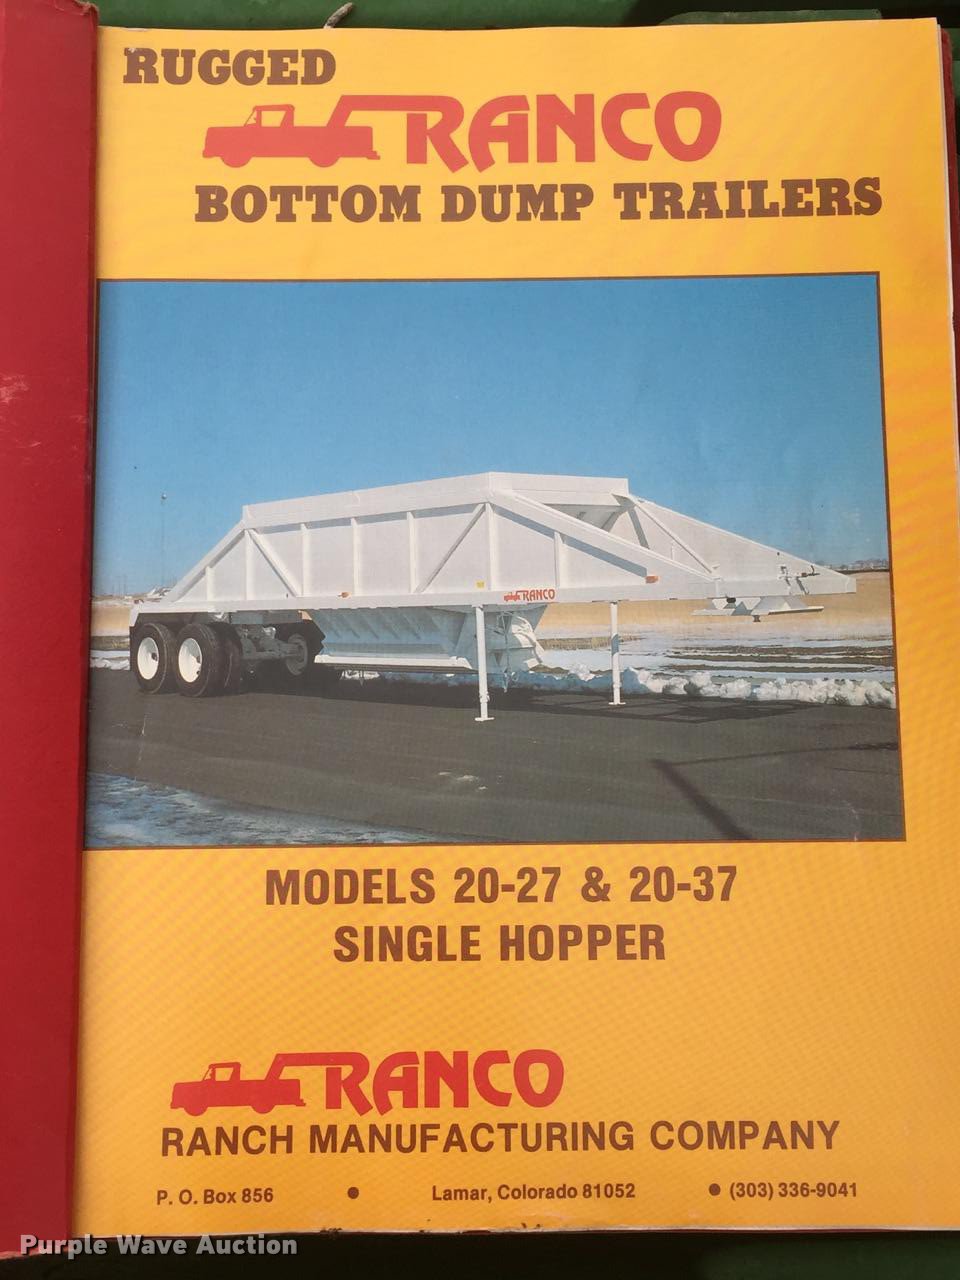 RUGGED
RANCO
BOTTOM DUMP TRAILERS
RANCO
MODELS 20-27 & 20-37
SINGLE HOPPER
RANCO
RANCH MANUFACTURING COMPANY
P. O. Box 856 • Lamar, Colorado 81052 • (303) 336-9041
Purple Wave Auction